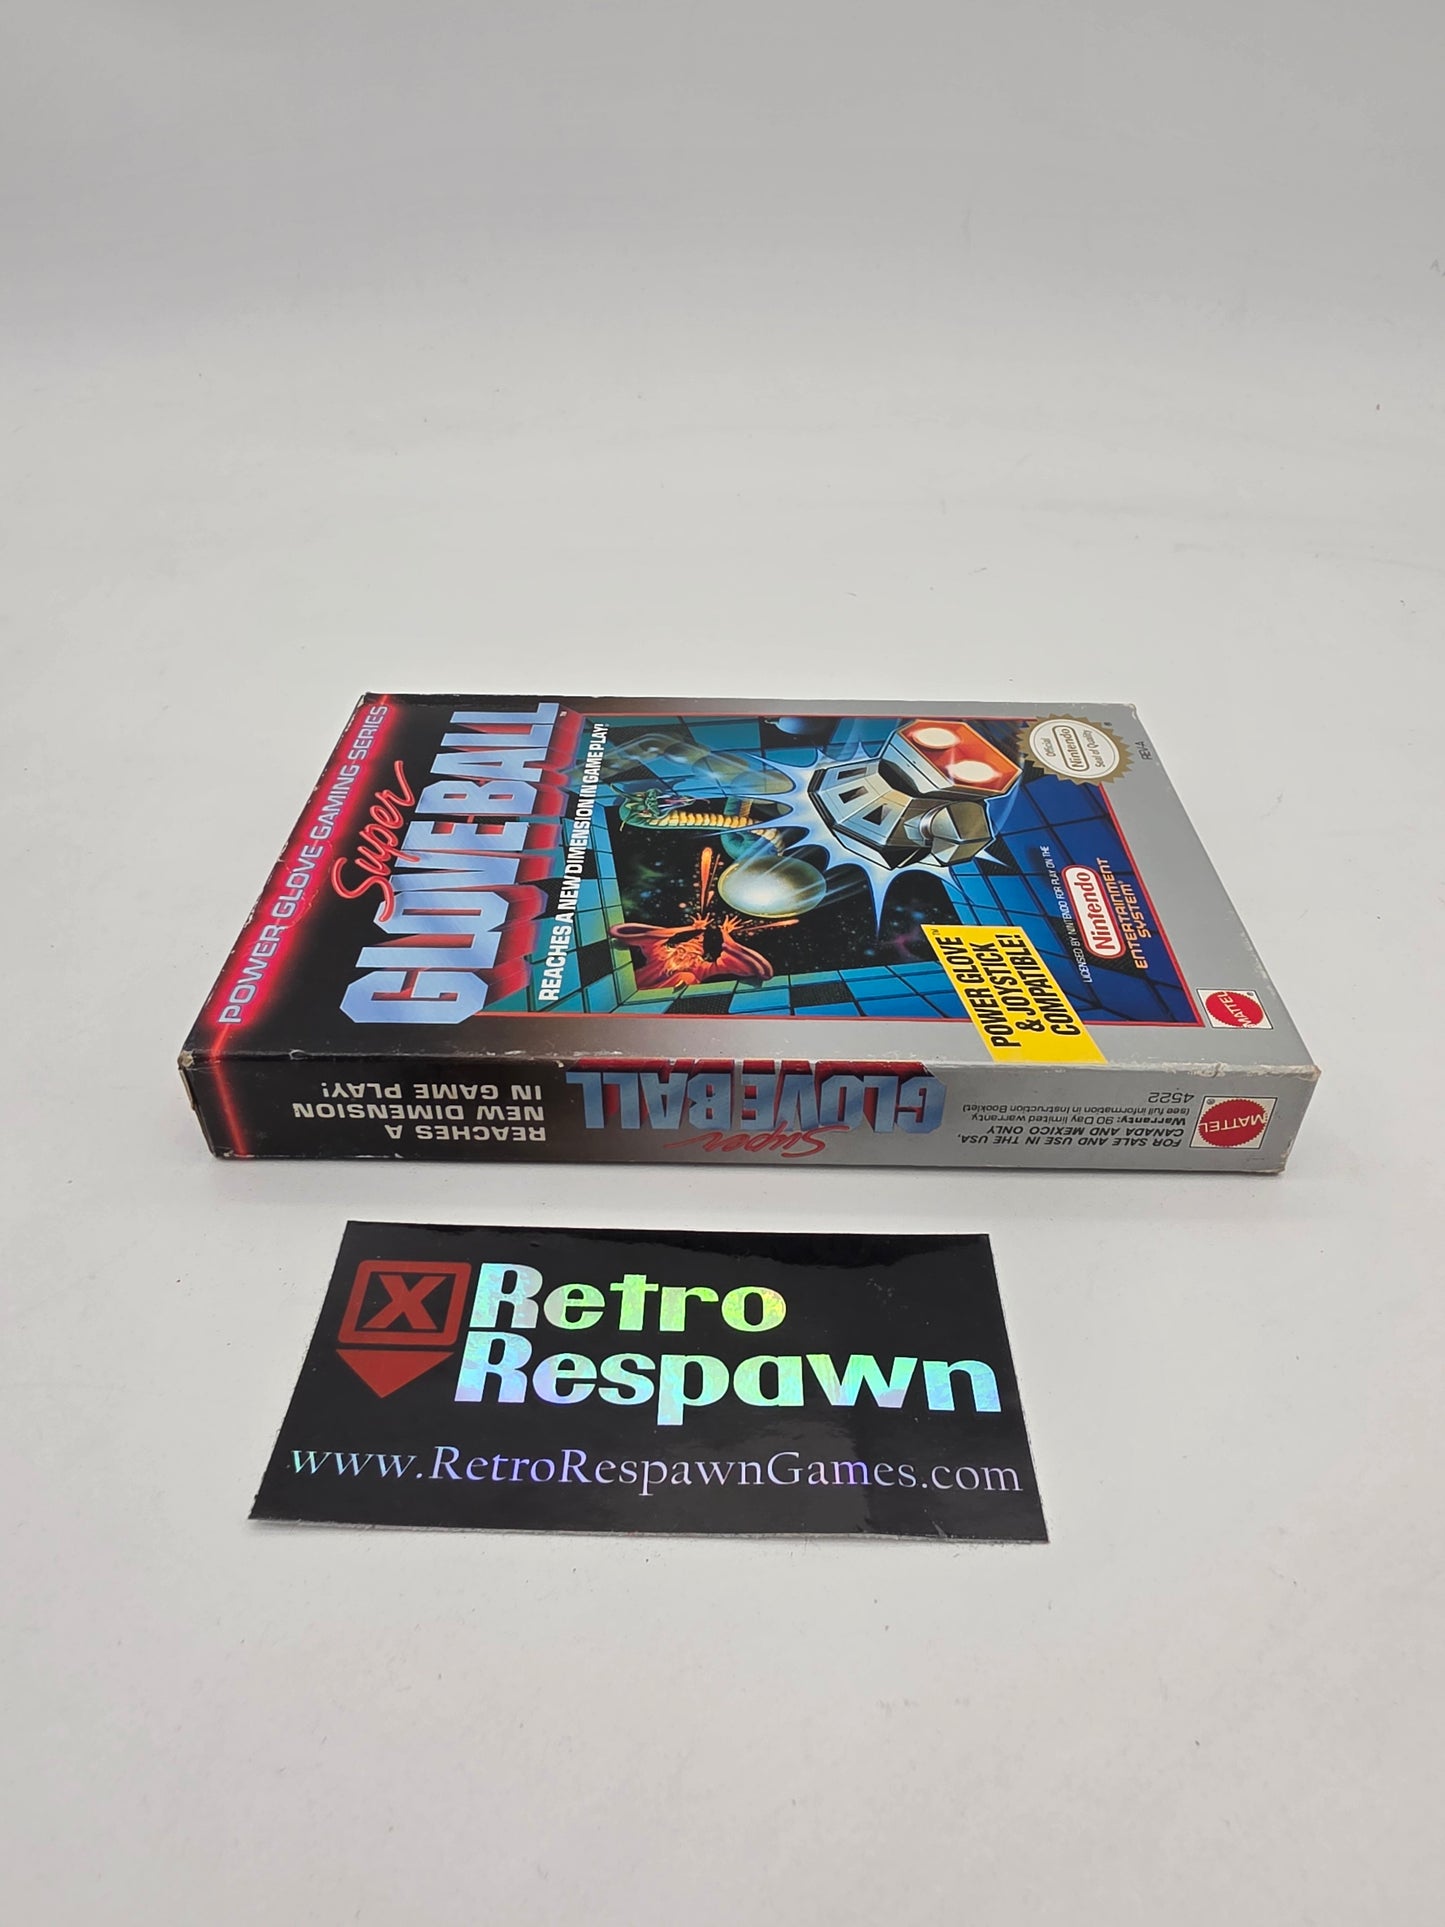 POWER GLOVE GAMING SERIES
Super
GLOVEBALL™
REACHES A NEW DIMENSION IN GAME PLAY!
Official
Nintendo
Seal of Quality
REV-A
POWER GLOVE™
& JOYSTICK
COMPATIBLE!
LICENSED BY NINTENDO FOR PLAY ON THE
Nintendo
ENTERTAINMENT
SYSTEM
MATTEL
REACHES A
NEW DIMENSION
IN GAME PLAY!
Super
GLOVEBALL
FOR SALE AND USE IN THE USA,
CANADA AND MEXICO ONLY
Warranty: 90 Day limited warranty
(see full information in Instruction Booklet)
4522
MATTEL®
X Retro
Respawn
www.RetroRespawnGames.com